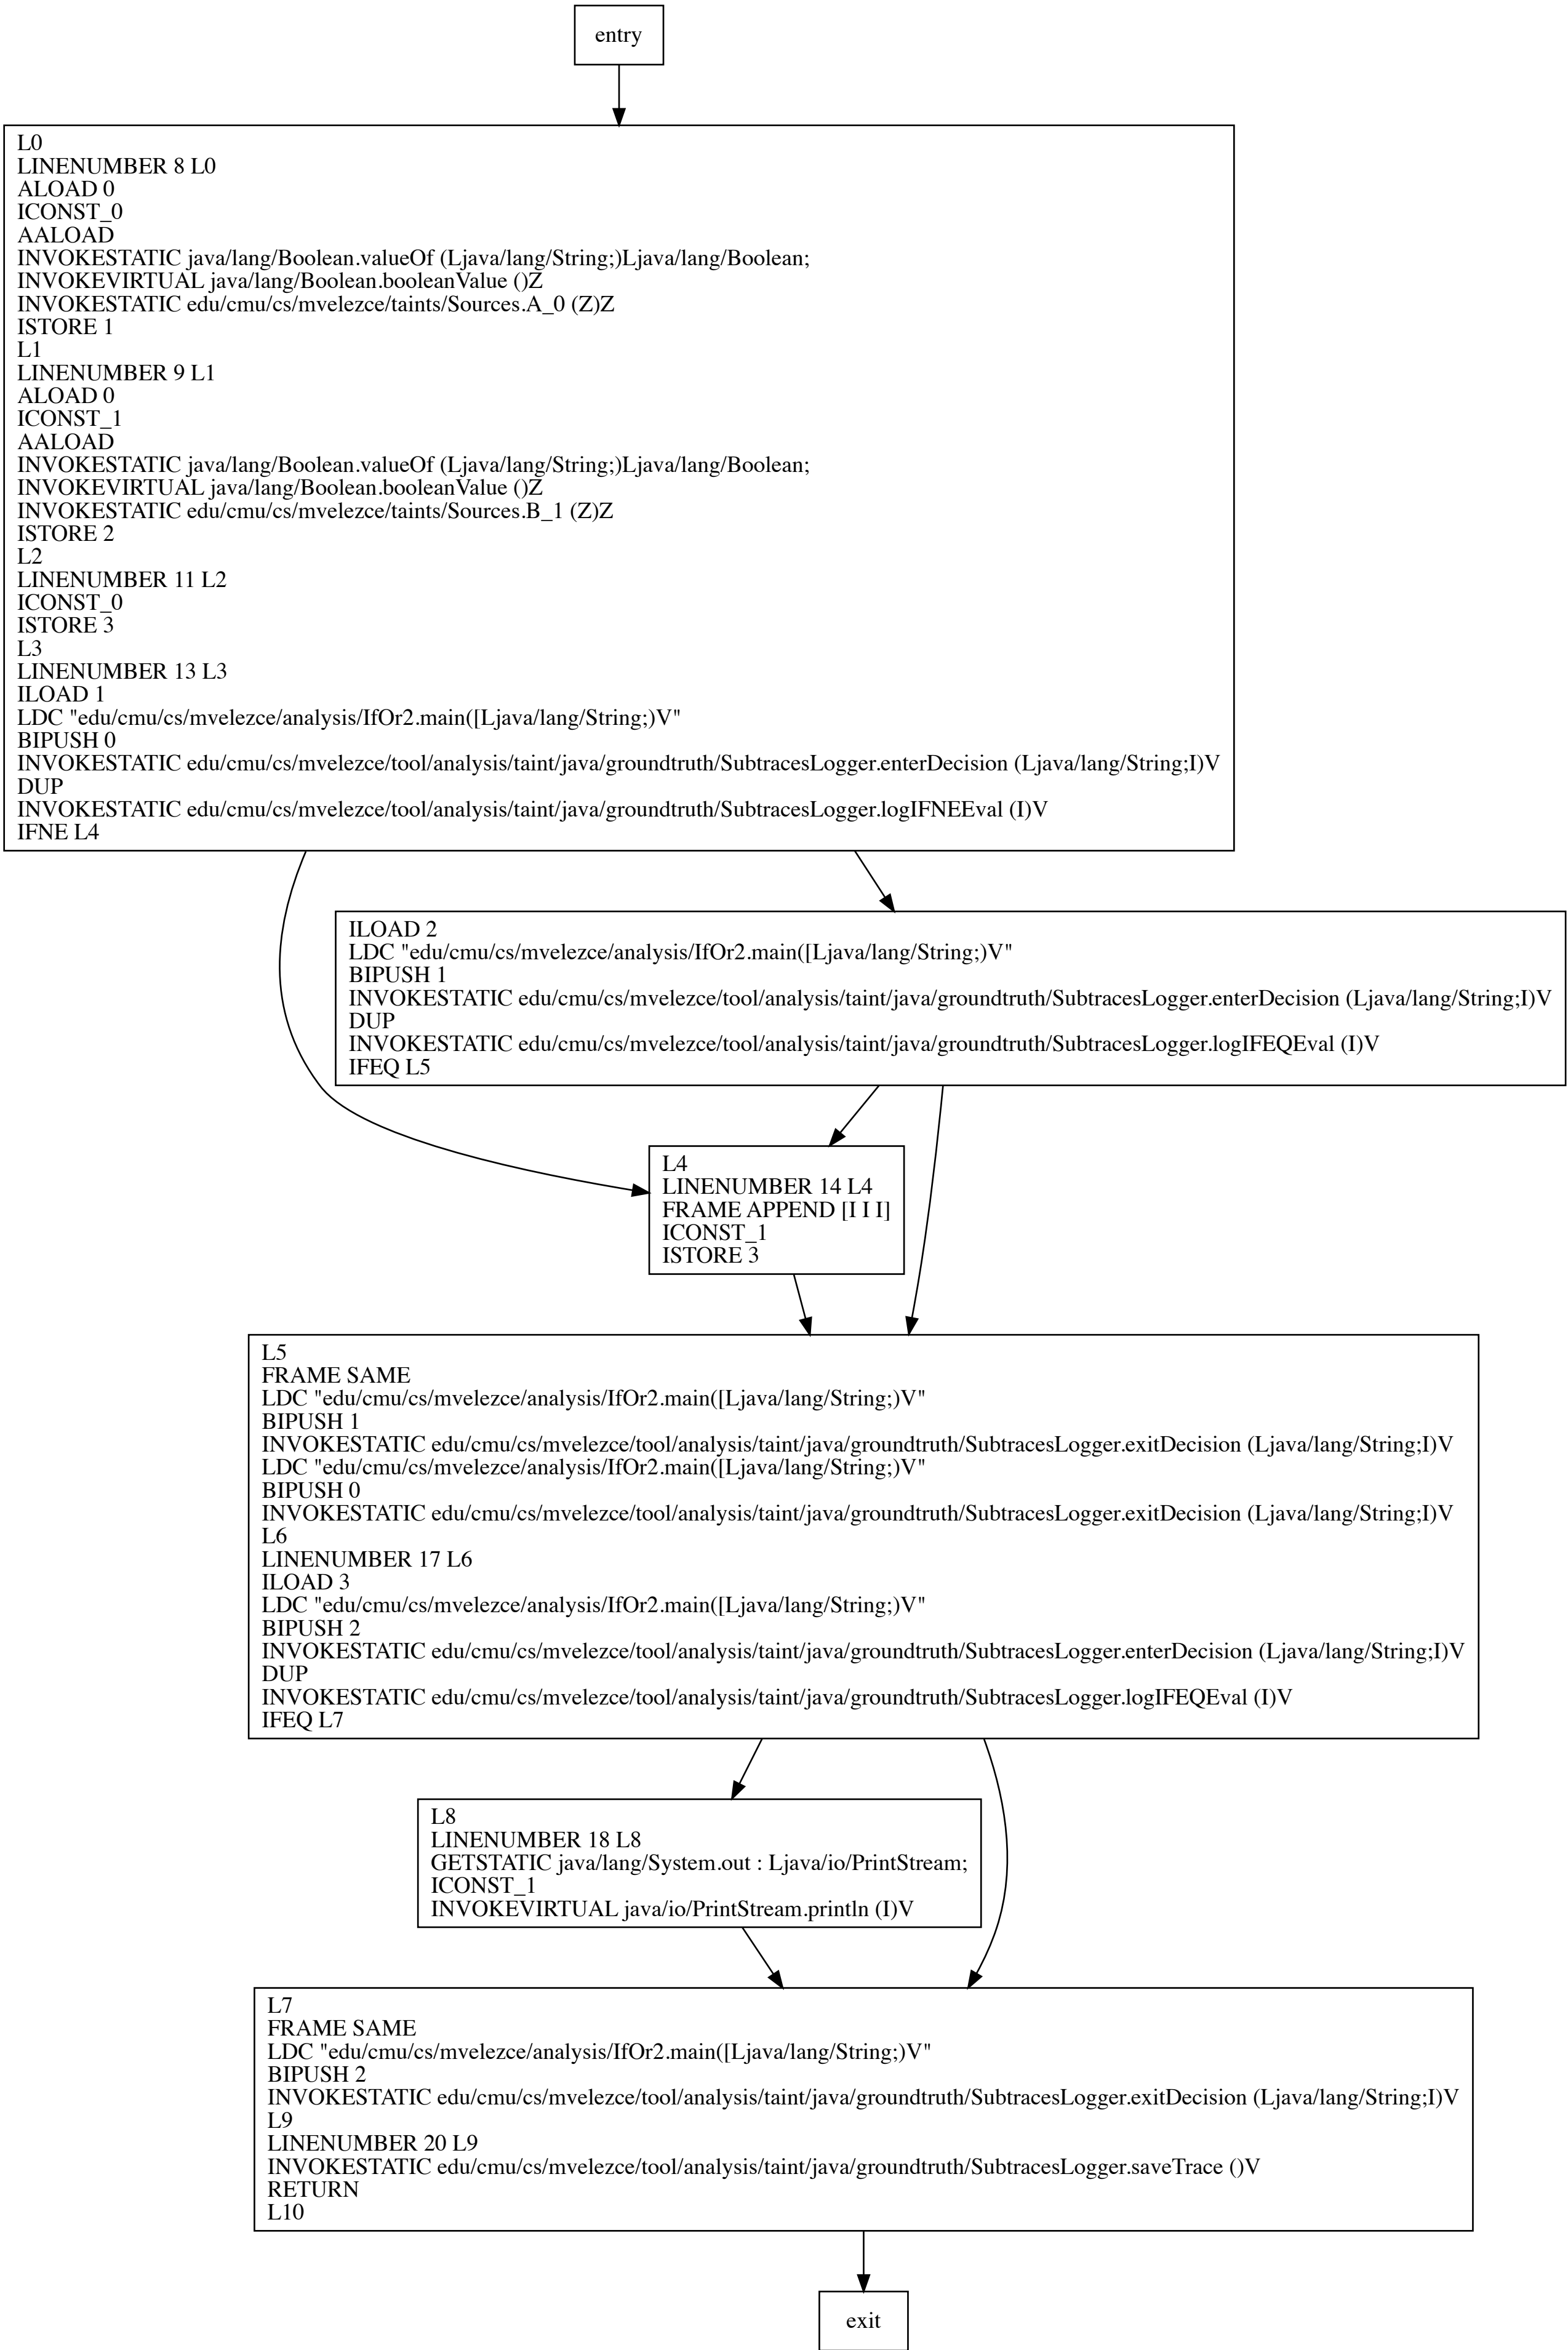 entry
L0
LINENUMBER 8 L0
ALOAD 0
ICONST_0
AALOAD
INVOKESTATIC java/lang/Boolean.valueOf (Ljava/lang/String;)Ljava/lang/Boolean;
INVOKEVIRTUAL java/lang/Boolean.booleanValue ()Z
INVOKESTATIC edu/cmu/cs/mvelezce/taints/Sources.A_0 (Z)Z
ISTORE 1
L1
LINENUMBER 9 L1
ALOAD 0
ICONST_1
AALOAD
INVOKESTATIC java/lang/Boolean.valueOf (Ljava/lang/String;)Ljava/lang/Boolean;
INVOKEVIRTUAL java/lang/Boolean.booleanValue ()Z
INVOKESTATIC edu/cmu/cs/mvelezce/taints/Sources.B_1 (Z)Z
ISTORE 2
L2
LINENUMBER 11 L2
ICONST_0
ISTORE 3
L3
LINENUMBER 13 L3
ILOAD 1
LDC "edu/cmu/cs/mvelezce/analysis/IfOr2.main([Ljava/lang/String;)V"
BIPUSH 0
INVOKESTATIC edu/cmu/cs/mvelezce/tool/analysis/taint/java/groundtruth/SubtracesLogger.enterDecision (Ljava/lang/String;I)V
DUP
INVOKESTATIC edu/cmu/cs/mvelezce/tool/analysis/taint/java/groundtruth/SubtracesLogger.logIFNEEval (I)V
IFNE L4
ILOAD 2
LDC "edu/cmu/cs/mvelezce/analysis/IfOr2.main([Ljava/lang/String;)V"
BIPUSH 1
INVOKESTATIC edu/cmu/cs/mvelezce/tool/analysis/taint/java/groundtruth/SubtracesLogger.enterDecision (Ljava/lang/String;I)V
DUP
INVOKESTATIC edu/cmu/cs/mvelezce/tool/analysis/taint/java/groundtruth/SubtracesLogger.logIFEQEval (I)V
IFEQ L5
L4
LINENUMBER 14 L4
FRAME APPEND [I I I]
ICONST_1
ISTORE 3
L5
FRAME SAME
LDC "edu/cmu/cs/mvelezce/analysis/IfOr2.main([Ljava/lang/String;)V"
BIPUSH 1
INVOKESTATIC edu/cmu/cs/mvelezce/tool/analysis/taint/java/groundtruth/SubtracesLogger.exitDecision (Ljava/lang/String;I)V
LDC "edu/cmu/cs/mvelezce/analysis/IfOr2.main([Ljava/lang/String;)V"
BIPUSH 0
INVOKESTATIC edu/cmu/cs/mvelezce/tool/analysis/taint/java/groundtruth/SubtracesLogger.exitDecision (Ljava/lang/String;I)V
L6
LINENUMBER 17 L6
ILOAD 3
LDC "edu/cmu/cs/mvelezce/analysis/IfOr2.main([Ljava/lang/String;)V"
BIPUSH 2
INVOKESTATIC edu/cmu/cs/mvelezce/tool/analysis/taint/java/groundtruth/SubtracesLogger.enterDecision (Ljava/lang/String;I)V
DUP
INVOKESTATIC edu/cmu/cs/mvelezce/tool/analysis/taint/java/groundtruth/SubtracesLogger.logIFEQEval (I)V
IFEQ L7
L8
LINENUMBER 18 L8
GETSTATIC java/lang/System.out : Ljava/io/PrintStream;
ICONST_1
INVOKEVIRTUAL java/io/PrintStream.println (I)V
L7
FRAME SAME
LDC "edu/cmu/cs/mvelezce/analysis/IfOr2.main([Ljava/lang/String;)V"
BIPUSH 2
INVOKESTATIC edu/cmu/cs/mvelezce/tool/analysis/taint/java/groundtruth/SubtracesLogger.exitDecision (Ljava/lang/String;I)V
L9
LINENUMBER 20 L9
INVOKESTATIC edu/cmu/cs/mvelezce/tool/analysis/taint/java/groundtruth/SubtracesLogger.saveTrace ()V
RETURN
L10
exit